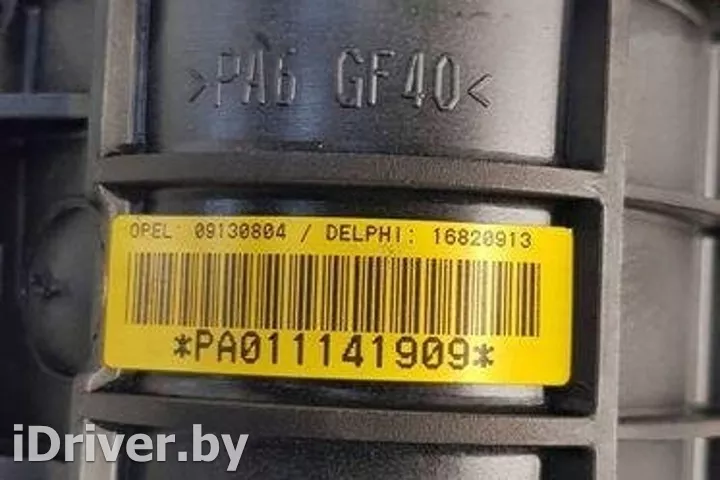 >PA6 GF40<
OPEL: 09130804 / DELPHI: 16820913
*PA011141909*
iDriver.by